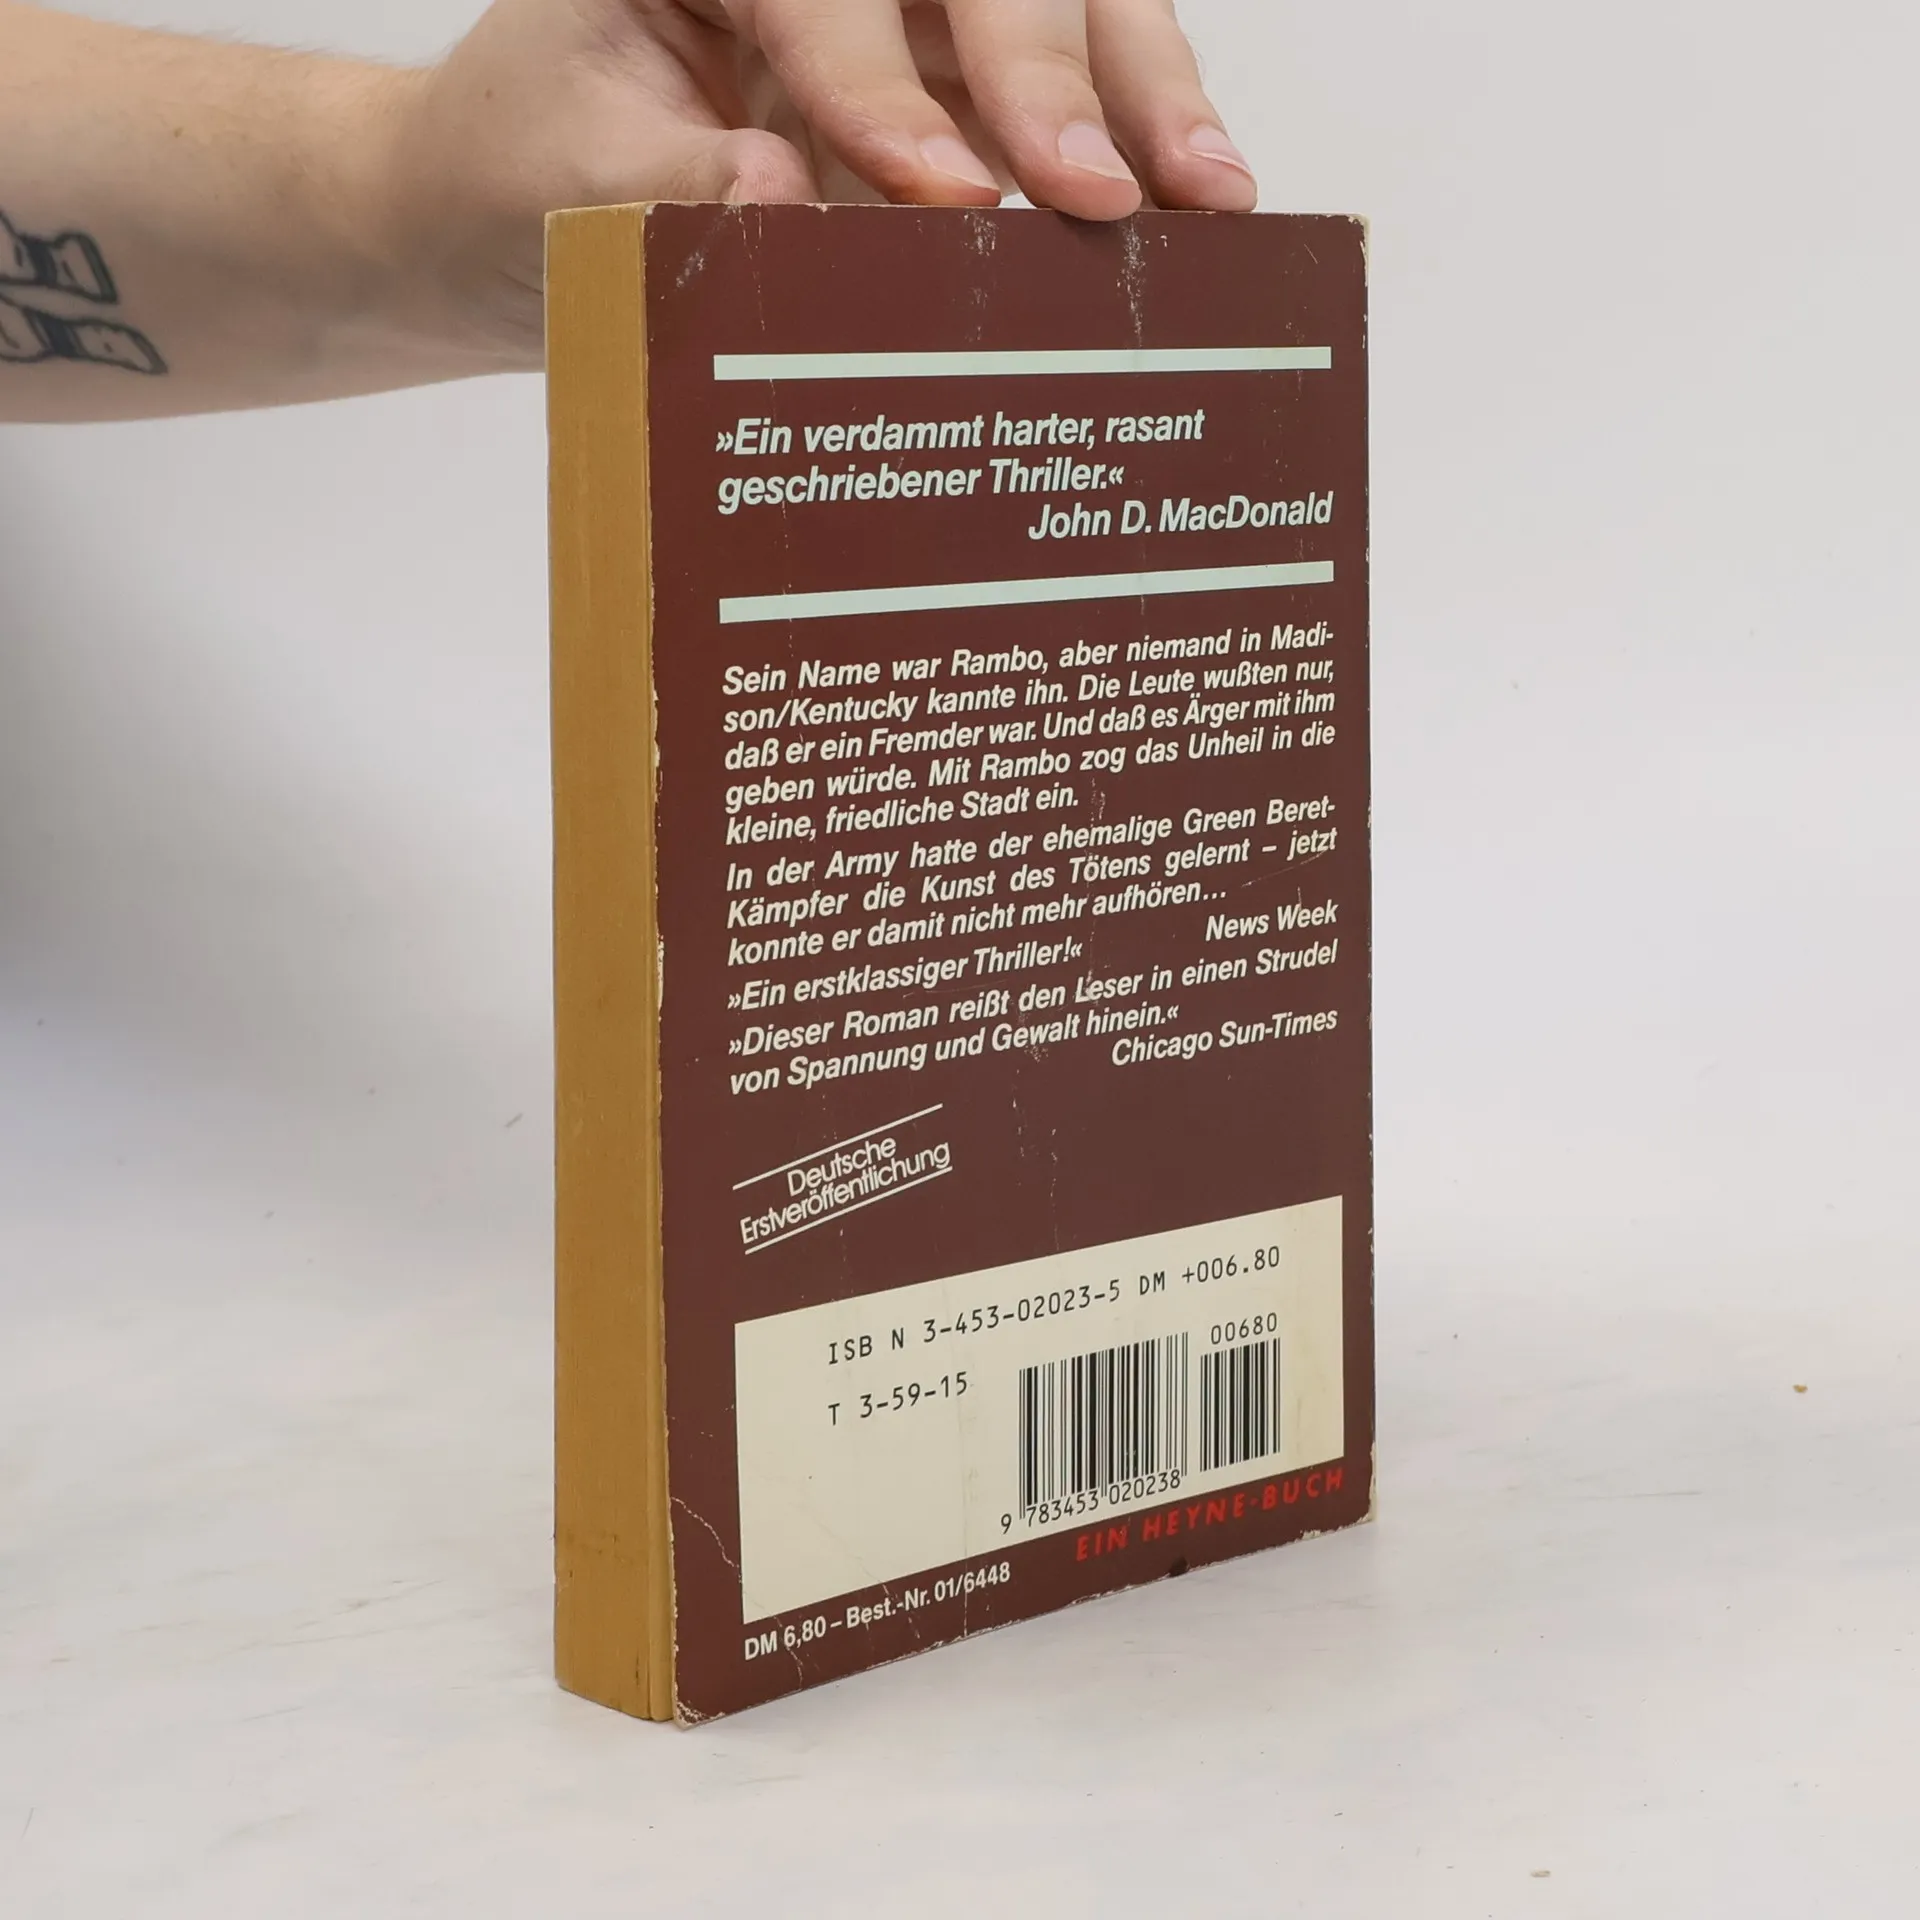 »Ein verdammt harter, rasant
geschriebener Thriller.«
John D. MacDonald
Sein Name war Rambo, aber niemand in Madi-
son/Kentucky kannte ihn. Die Leute wußten nur,
daß er ein Fremder war. Und daß es Ärger mit ihm
geben würde. Mit Rambo zog das Unheil in die
kleine, friedliche Stadt ein.
In der Army hatte der ehemalige Green Beret-
Kämpfer die Kunst des Tötens gelernt – jetzt
konnte er damit nicht mehr aufhören...
»Ein erstklassiger Thriller!« News Week
»Dieser Roman reißt den Leser in einen Strudel
von Spannung und Gewalt hinein.«
Chicago Sun-Times
Deutsche
Erstveröffentlichung
ISB N 3-453-02023-5 DM +006.80
T 3-59-15
00680
9 783453 020238
EIN HEYNE-BUCH
DM 6,80 – Best.-Nr. 01/6448